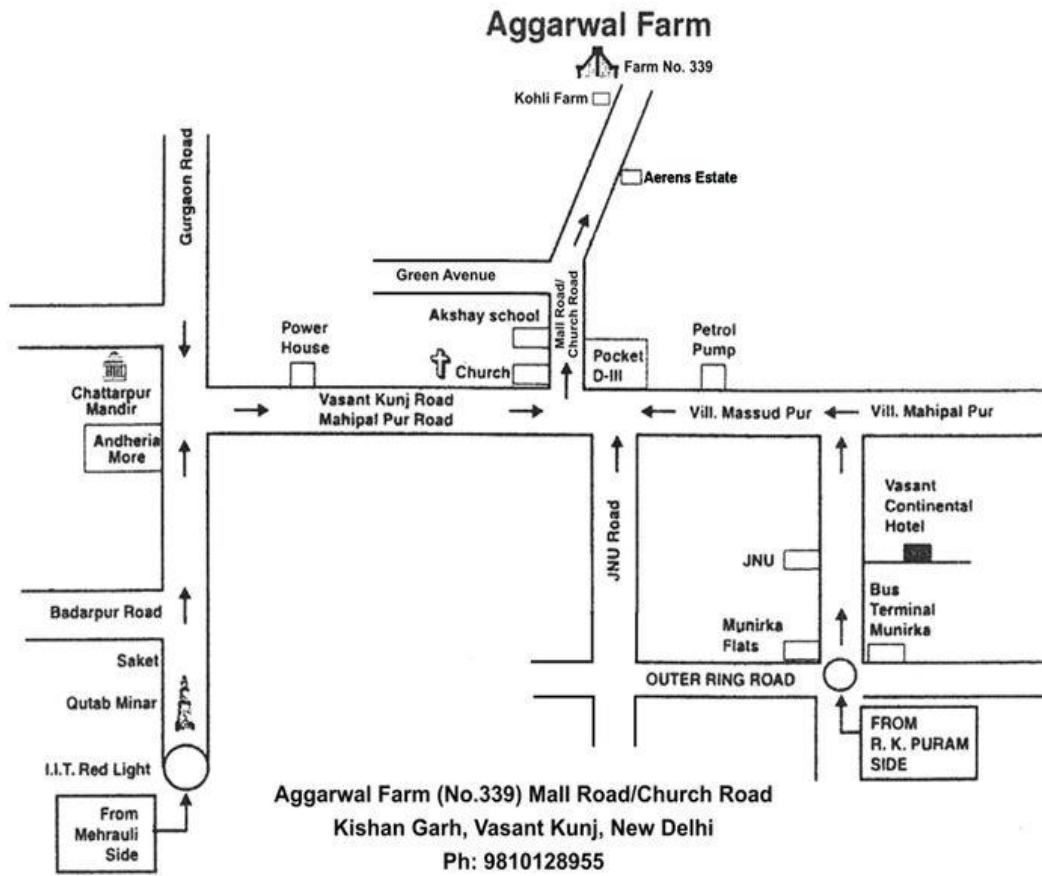 Aggarwal Farm
Farm No. 339
Kohli Farm
Aerens Estate
Gurgaon Road
Green Avenue
Mall Road/
Church Road
Akshay school
Church
Power
House
Pocket
D-III
Petrol
Pump
Chattarpur
Mandir
Andheria
More
Vasant Kunj Road
Mahipal Pur Road
Vill. Massud Pur
Vill. Mahipal Pur
Vasant
Continental
Hotel
JNU Road
JNU
Bus
Terminal
Munirka
Munirka
Flats
Badarpur Road
Saket
Qutab Minar
OUTER RING ROAD
FROM
R. K. PURAM
SIDE
I.I.T. Red Light
From
Mehrauli
Side
Aggarwal Farm (No.339) Mall Road/Church Road
Kishan Garh, Vasant Kunj, New Delhi
Ph: 9810128955